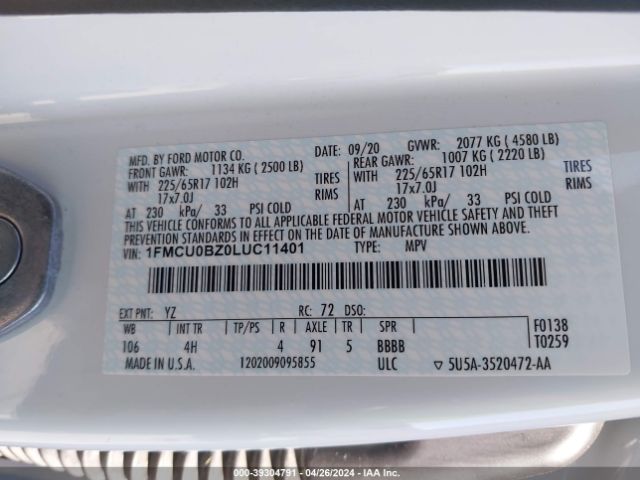 MFD. BY FORD MOTOR CO. DATE: 09/20 GVWR: 2077 KG ( 4580 LB)
FRONT GAWR: 1134 KG ( 2500 LB) REAR GAWR: 1007 KG ( 2220 LB)
WITH 225/65R17 102H TIRES WITH 225/65R17 102H TIRES
17x7.0J RIMS 17x7.0J RIMS
AT 230 kPa/ 33 PSI COLD AT 230 kPa/ 33 PSI COLD
THIS VEHICLE CONFORMS TO ALL APPLICABLE FEDERAL MOTOR VEHICLE SAFETY AND THEFT
PREVENTION STANDARDS IN EFFECT ON THE DATE OF MANUFACTURE SHOWN ABOVE.
VIN: 1FMCU0BZ0LUC11401 TYPE: MPV
EXT PNT: YZ RC: 72 DSO:
WB INT TR TP/PS R AXLE TR SPR F0138
106 4H 4 91 5 BBBB T0259
MADE IN U.S.A. 1202009095855 ULC ▽ 5U5A-3520472-AA
000-39304791 - 04/26/2024 - IAA Inc.